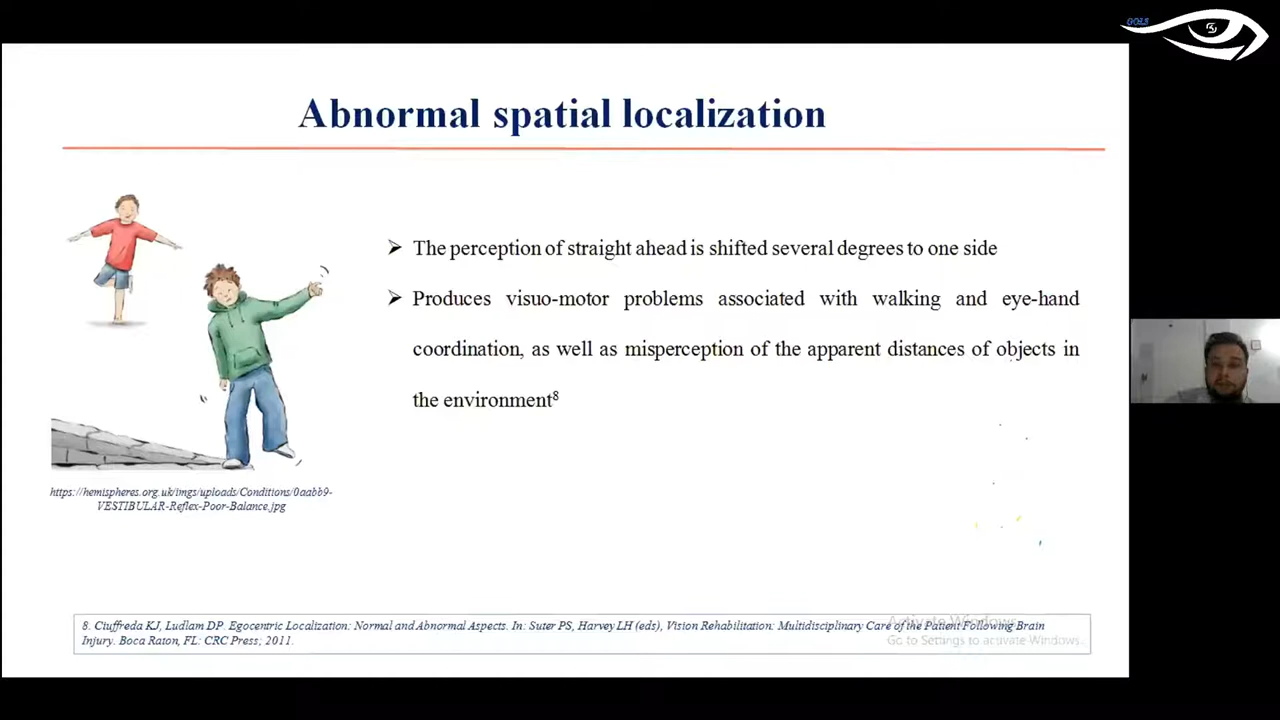 GOLS
Abnormal spatial localization
➢ The perception of straight ahead is shifted several degrees to one side
➢ Produces visuo-motor problems associated with walking and eye-hand
coordination, as well as misperception of the apparent distances of objects in
the environment⁸
https://hemispheres.org.uk/imgs/uploads/Conditions/0aabb9-
VESTIBULAR-Reflex-Poor-Balance.jpg
8. Ciuffreda KJ, Ludlam DP. Egocentric Localization: Normal and Abnormal Aspects. In: Suter PS, Harvey LH (eds), Vision Rehabilitation: Multidisciplinary Care of the Patient Following Brain
Injury. Boca Raton, FL: CRC Press; 2011.
Activate Windows
Go to Settings to activate Windows.